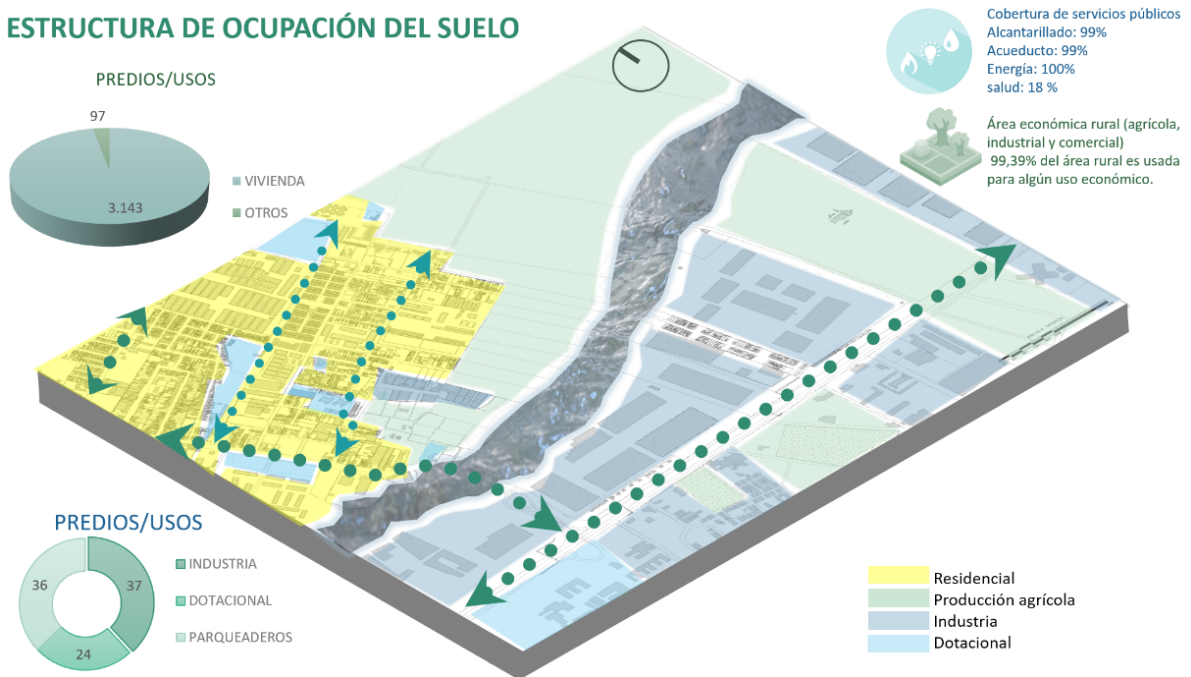 ESTRUCTURA DE OCUPACIÓN DEL SUELO
PREDIOS/USOS
97
3.143
VIVIENDA
OTROS
Cobertura de servicios públicos
Alcantarillado: 99%
Acueducto: 99%
Energía: 100%
salud: 18 %
Área económica rural (agrícola,
industrial y comercial)
99,39% del área rural es usada
para algún uso económico.
PREDIOS/USOS
36
37
24
INDUSTRIA
DOTACIONAL
PARQUEADEROS
Residencial
Producción agrícola
Industria
Dotacional